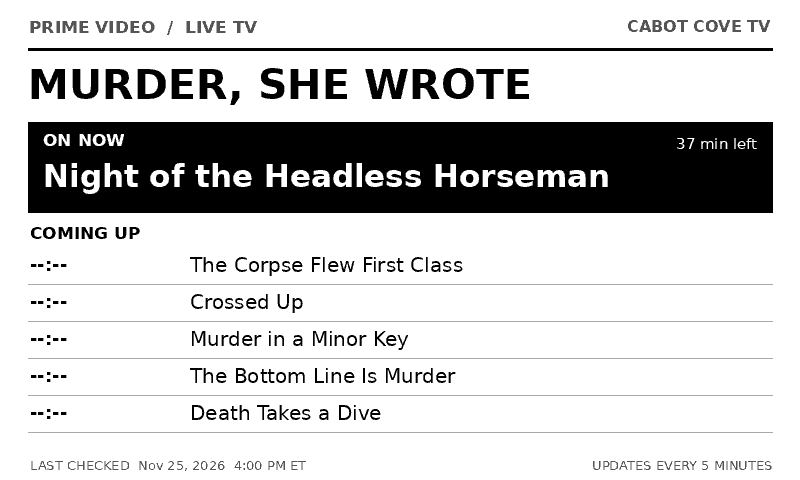 PRIME VIDEO / LIVE TV
CABOT COVE TV
MURDER, SHE WROTE
ON NOW
37 min left
Night of the Headless Horseman
COMING UP
--:-- The Corpse Flew First Class
--:-- Crossed Up
--:-- Murder in a Minor Key
--:-- The Bottom Line Is Murder
--:-- Death Takes a Dive
LAST CHECKED Nov 25, 2026 4:00 PM ET
UPDATES EVERY 5 MINUTES